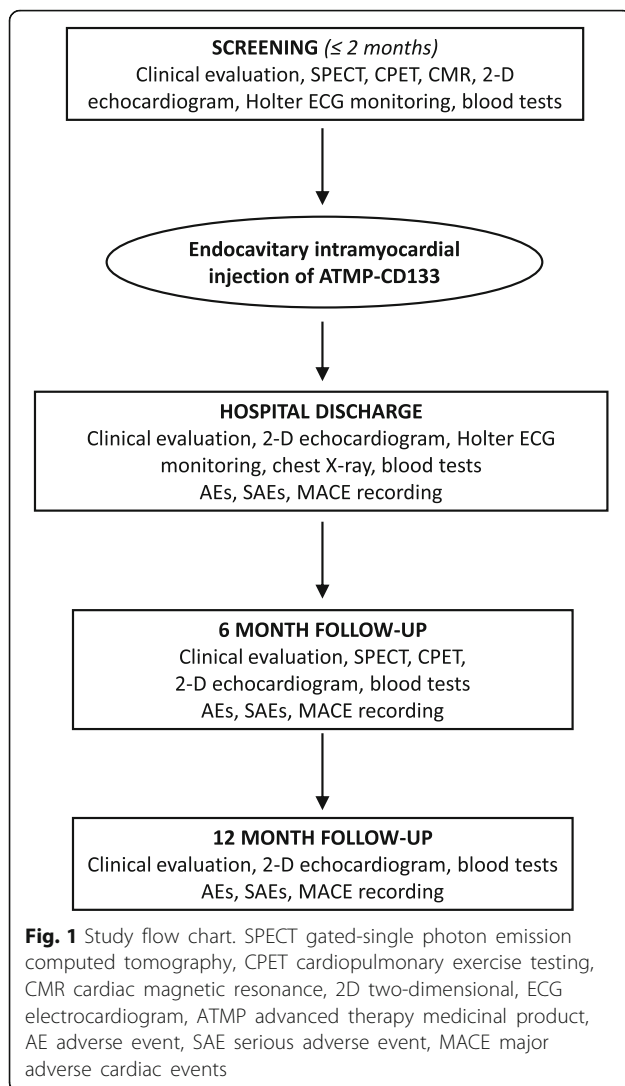 SCREENING (≤ 2 months)
Clinical evaluation, SPECT, CPET, CMR, 2-D
echocardiogram, Holter ECG monitoring, blood tests
Endocavitary intramyocardial
injection of ATMP-CD133
HOSPITAL DISCHARGE
Clinical evaluation, 2-D echocardiogram, Holter ECG
monitoring, chest X-ray, blood tests
AEs, SAEs, MACE recording
6 MONTH FOLLOW-UP
Clinical evaluation, SPECT, CPET,
2-D echocardiogram, blood tests
AEs, SAEs, MACE recording
12 MONTH FOLLOW-UP
Clinical evaluation, 2-D echocardiogram, blood tests
AEs, SAEs, MACE recording
Fig. 1 Study flow chart. SPECT gated-single photon emission
computed tomography, CPET cardiopulmonary exercise testing,
CMR cardiac magnetic resonance, 2D two-dimensional, ECG
electrocardiogram, ATMP advanced therapy medicinal product,
AE adverse event, SAE serious adverse event, MACE major
adverse cardiac events